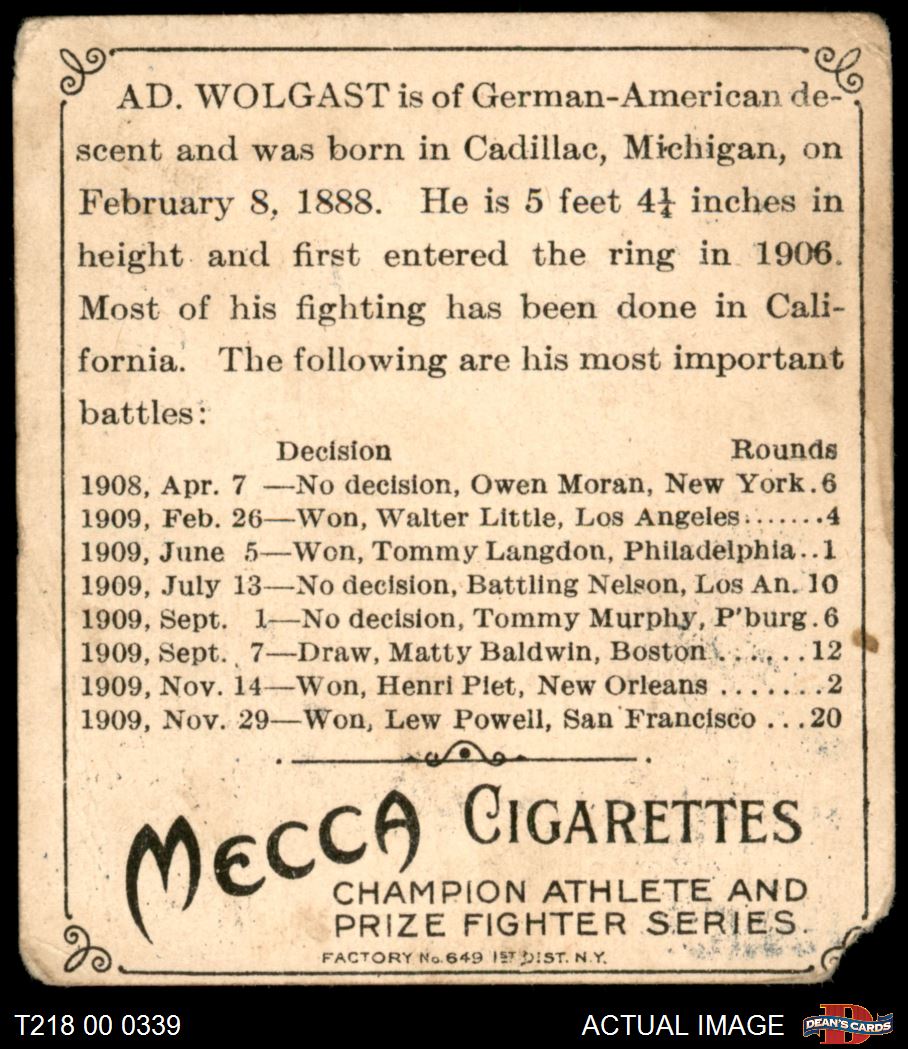 AD. WOLGAST is of German-American de-
scent and was born in Cadillac, Michigan, on
February 8, 1888. He is 5 feet 4¼ inches in
height and first entered the ring in 1906.
Most of his fighting has been done in Cali-
fornia. The following are his most important
battles:
Decision Rounds
1908, Apr. 7 —No decision, Owen Moran, New York.6
1909, Feb. 26—Won, Walter Little, Los Angeles.......4
1909, June 5—Won, Tommy Langdon, Philadelphia..1
1909, July 13—No decision, Battling Nelson, Los An. 10
1909, Sept. 1—No decision, Tommy Murphy, P'burg.6
1909, Sept. 7—Draw, Matty Baldwin, Boston ......12
1909, Nov. 14—Won, Henri Piet, New Orleans .......2
1909, Nov. 29—Won, Lew Powell, San Francisco ...20
MECCA CIGARETTES
CHAMPION ATHLETE AND
PRIZE FIGHTER SERIES.
FACTORY No. 649 1ST DIST. N.Y.
T218 00 0339 ACTUAL IMAGE DEAN'S CARDS